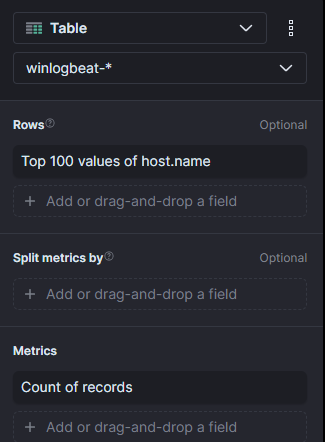 Table
winlogbeat-*
Rows Optional
Top 100 values of host.name
+ Add or drag-and-drop a field
Split metrics by Optional
+ Add or drag-and-drop a field
Metrics
Count of records
+ Add or drag-and-drop a field